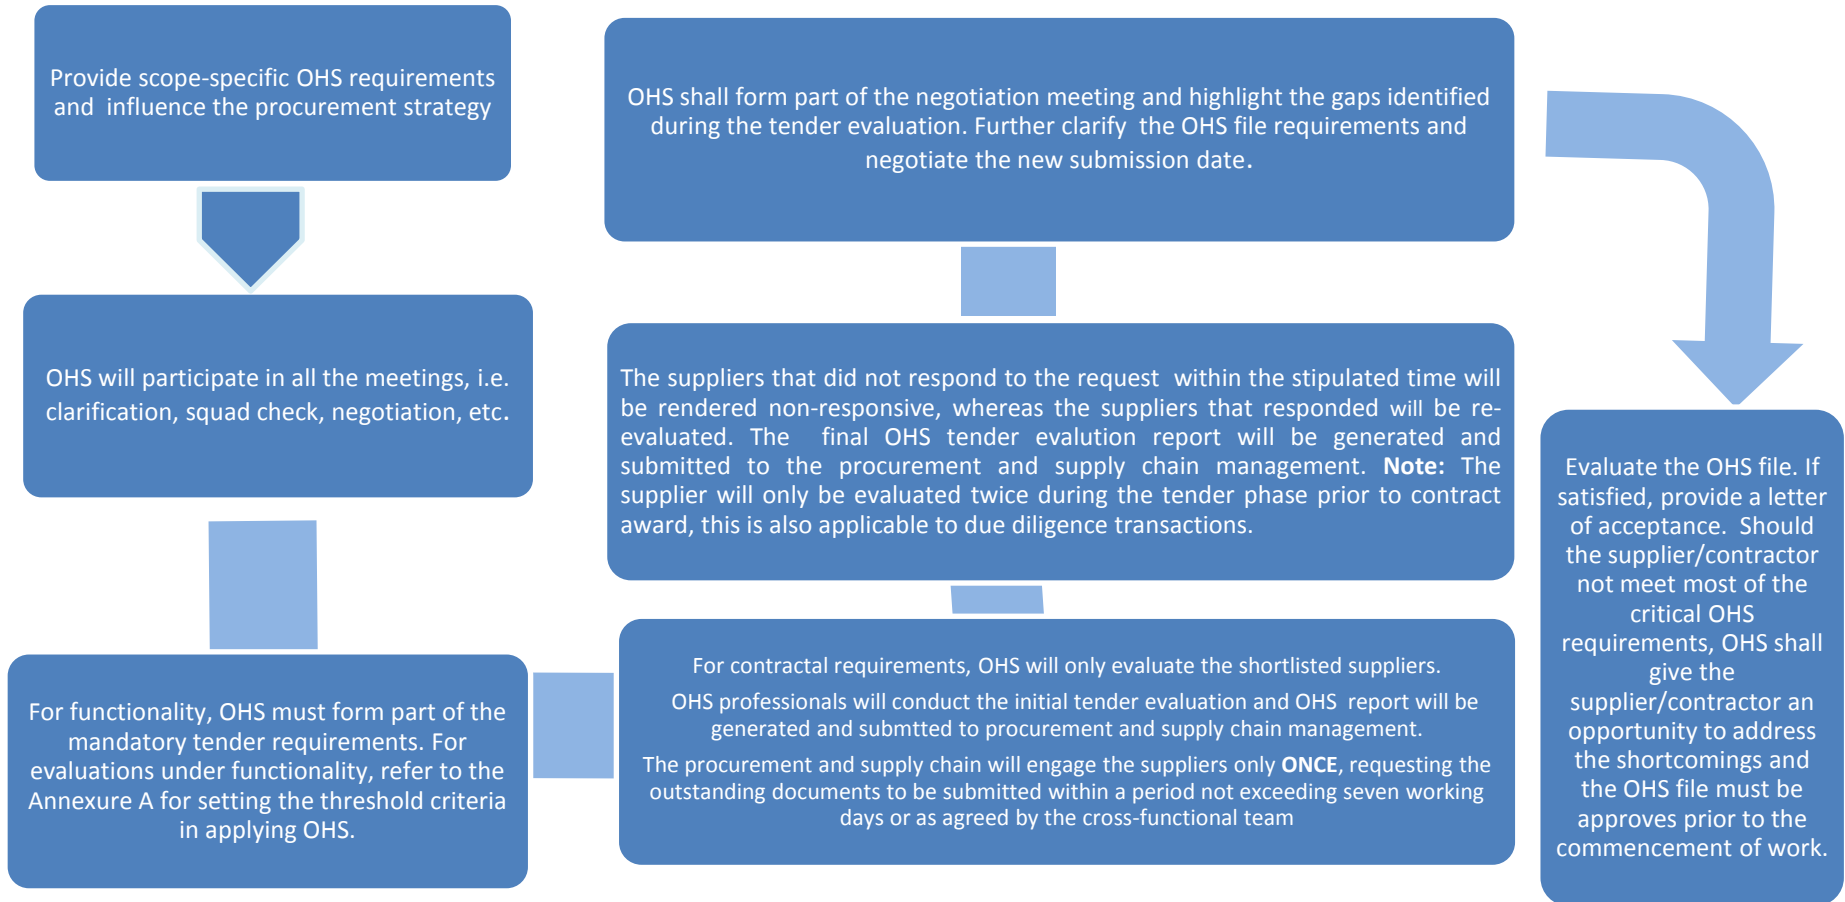 Provide scope-specific OHS requirements
and influence the procurement strategy
OHS will participate in all the meetings, i.e.
clarification, squad check, negotiation, etc.
For functionality, OHS must form part of the
mandatory tender requirements. For
evaluations under functionality, refer to the
Annexure A for setting the threshold criteria
in applying OHS.
For contractal requirements, OHS will only evaluate the shortlisted suppliers.
OHS professionals will conduct the initial tender evaluation and OHS report will be
generated and submtted to procurement and supply chain management.
The procurement and supply chain will engage the suppliers only ONCE, requesting the
outstanding documents to be submitted within a period not exceeding seven working
days or as agreed by the cross-functional team
The suppliers that did not respond to the request within the stipulated time will
be rendered non-responsive, whereas the suppliers that responded will be re-
evaluated. The final OHS tender evalution report will be generated and
submitted to the procurement and supply chain management. Note: The
supplier will only be evaluated twice during the tender phase prior to contract
award, this is also applicable to due diligence transactions.
OHS shall form part of the negotiation meeting and highlight the gaps identified
during the tender evaluation. Further clarify the OHS file requirements and
negotiate the new submission date.
Evaluate the OHS file. If
satisfied, provide a letter
of acceptance. Should
the supplier/contractor
not meet most of the
critical OHS
requirements, OHS shall
give the
supplier/contractor an
opportunity to address
the shortcomings and
the OHS file must be
approves prior to the
commencement of work.